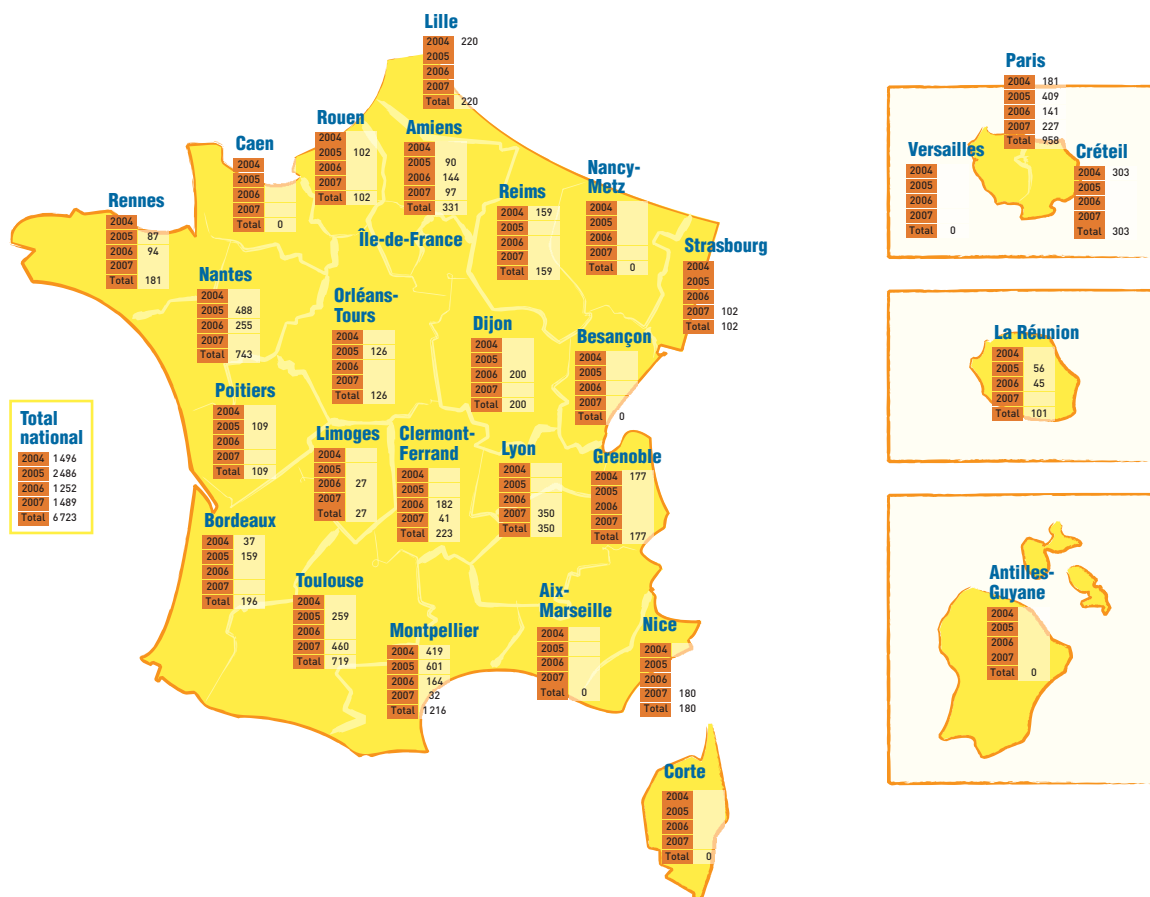 Lille
2004 220
2005
2006
2007
Total 220
Rouen
2004
2005 102
2006
2007
Total 102
Amiens
2004
2005 90
2006 144
2007 97
Total 331
Caen
2004
2005
2006
2007
Total 0
Nancy-
Metz
2004
2005
2006
2007
Total 0
Reims
2004 159
2005
2006
2007
Total 159
Rennes
2004
2005 87
2006 94
2007
Total 181
Île-de-France
Strasbourg
2004
2005
2006
2007 102
Total 102
Nantes
2004
2005 488
2006 255
2007
Total 743
Orléans-
Tours
2004
2005 126
2006
2007
Total 126
Dijon
2004
2005
2006 200
2007
Total 200
Besançon
2004
2005
2006
2007
Total 0
Poitiers
2004
2005 109
2006
2007
Total 109
Total
national
2004 1 496
2005 2 486
2006 1 252
2007 1 489
Total 6 723
Limoges
2004
2005
2006 27
2007
Total 27
Clermont-
Ferrand
2004
2005
2006 182
2007 41
Total 223
Lyon
2004
2005
2006
2007 350
Total 350
Grenoble
2004 177
2005
2006
2007
Total 177
Bordeaux
2004 37
2005 159
2006
2007
Total 196
Toulouse
2004
2005 259
2006
2007 460
Total 719
Montpellier
2004 419
2005 601
2006 164
2007 32
Total 1 216
Aix-
Marseille
2004
2005
2006
2007
Total 0
Nice
2004
2005
2006
2007 180
Total 180
Corte
2004
2005
2006
2007
Total 0
Paris
2004 181
2005 409
2006 141
2007 227
Total 958
Versailles
2004
2005
2006
2007
Total 0
Créteil
2004 303
2005
2006
2007
Total 303
La Réunion
2004
2005 56
2006 45
2007
Total 101
Antilles-
Guyane
2004
2005
2006
2007
Total 0